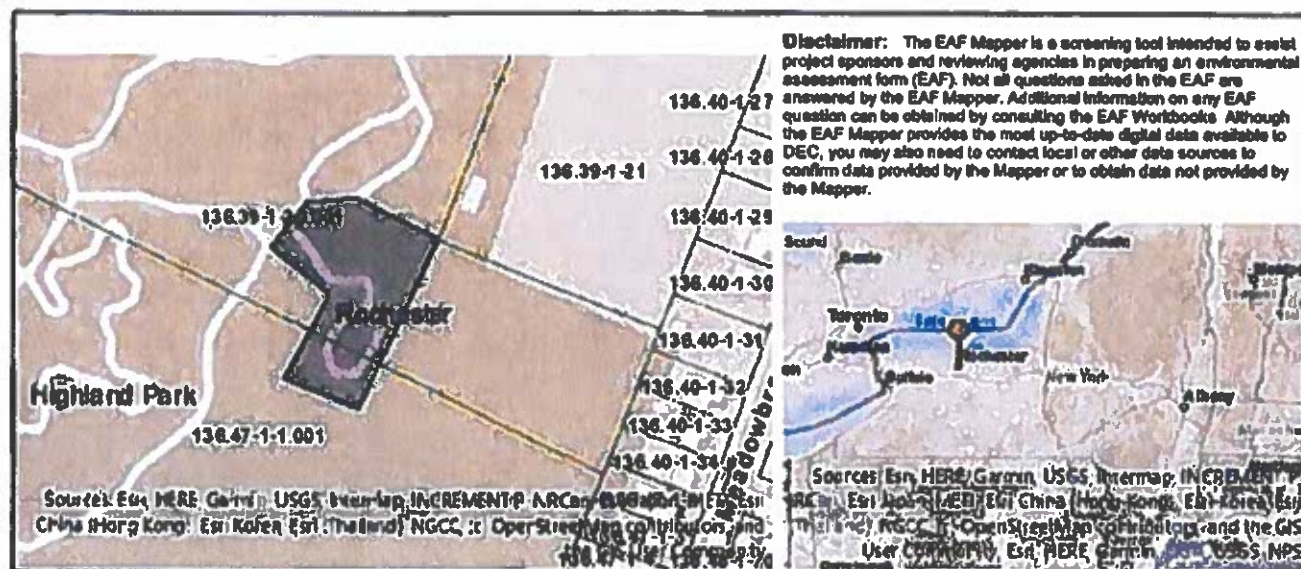 Disclaimer: The EAF Mapper is a screening tool intended to assist
project sponsors and reviewing agencies in preparing an environmental
assessment form (EAF). Not all questions asked in the EAF are
answered by the EAF Mapper. Additional information on any EAF
question can be obtained by consulting the EAF Workbooks. Although
the EAF Mapper provides the most up-to-date digital data available to
DEC, you may also need to contact local or other data sources to
confirm data provided by the Mapper or to obtain data not provided by
the Mapper.
136.40-1-27
136.40-1-28
136.39-1-21
136.40-1-29
136.40-1-30
Rochester
136.40-1-31
136.40-1-32
Highland Park
136.40-1-33
136.47-1-1.001
136.40-1-34
Sources: Esri, HERE, Garmin, USGS, Intermap, INCREMENT P, NRCan, Esri
China (Hong Kong), Esri Korea, Esri (Thailand), NGCC, (c) OpenStreetMap contributors, and
the GIS User Community
Sound
Toronto
Kingston
Rochester
Buffalo
New York
Albany
Sources: Esri, HERE, Garmin, USGS, Intermap, INCREMENT P,
Esri Japan, METI, Esri China (Hong Kong), Esri Korea, Esri
NGCC, (c) OpenStreetMap contributors, and the GIS
User Community, Esri, HERE, Garmin, USGS, NPS